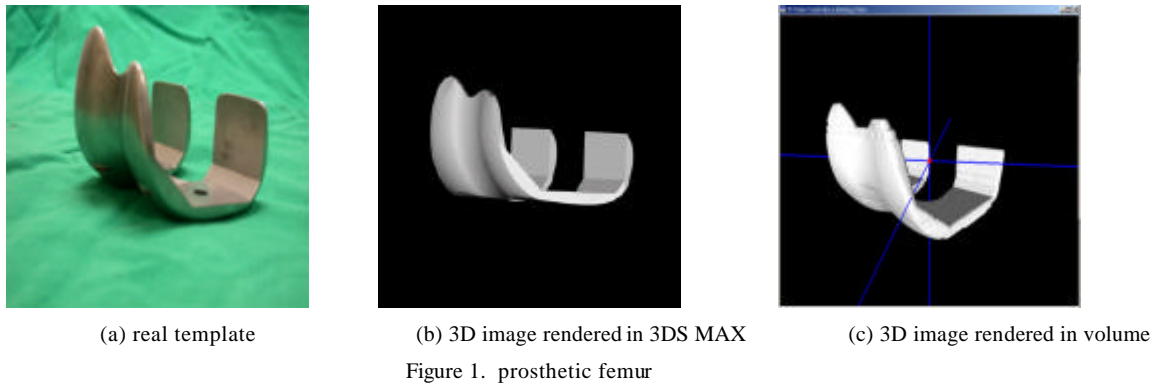 (a) real template
(b) 3D image rendered in 3DS MAX
(c) 3D image rendered in volume
Figure 1. prosthetic femur